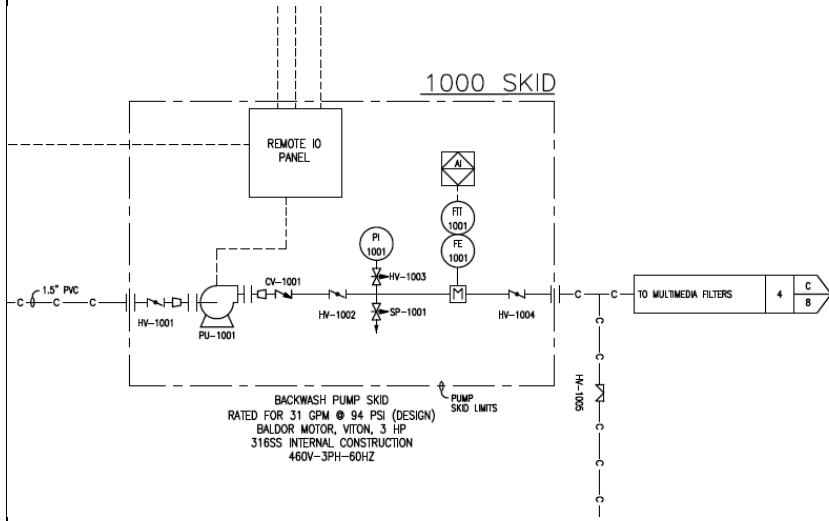 1000 SKID
REMOTE IO
PANEL
AI
FIT
1001
FE
1001
PI
1001
HV-1003
CV-1001
1.5" PVC
C
C
C
HV-1001
PU-1001
HV-1002
SP-1001
M
HV-1004
C
C
TO MULTIMEDIA FILTERS
4
C
B
C
C
HV-1005
C
C
C
PUMP
SKID LIMITS
BACKWASH PUMP SKID
RATED FOR 31 GPM @ 94 PSI (DESIGN)
BALDOR MOTOR, VITON, 3 HP
316SS INTERNAL CONSTRUCTION
460V-3PH-60HZ